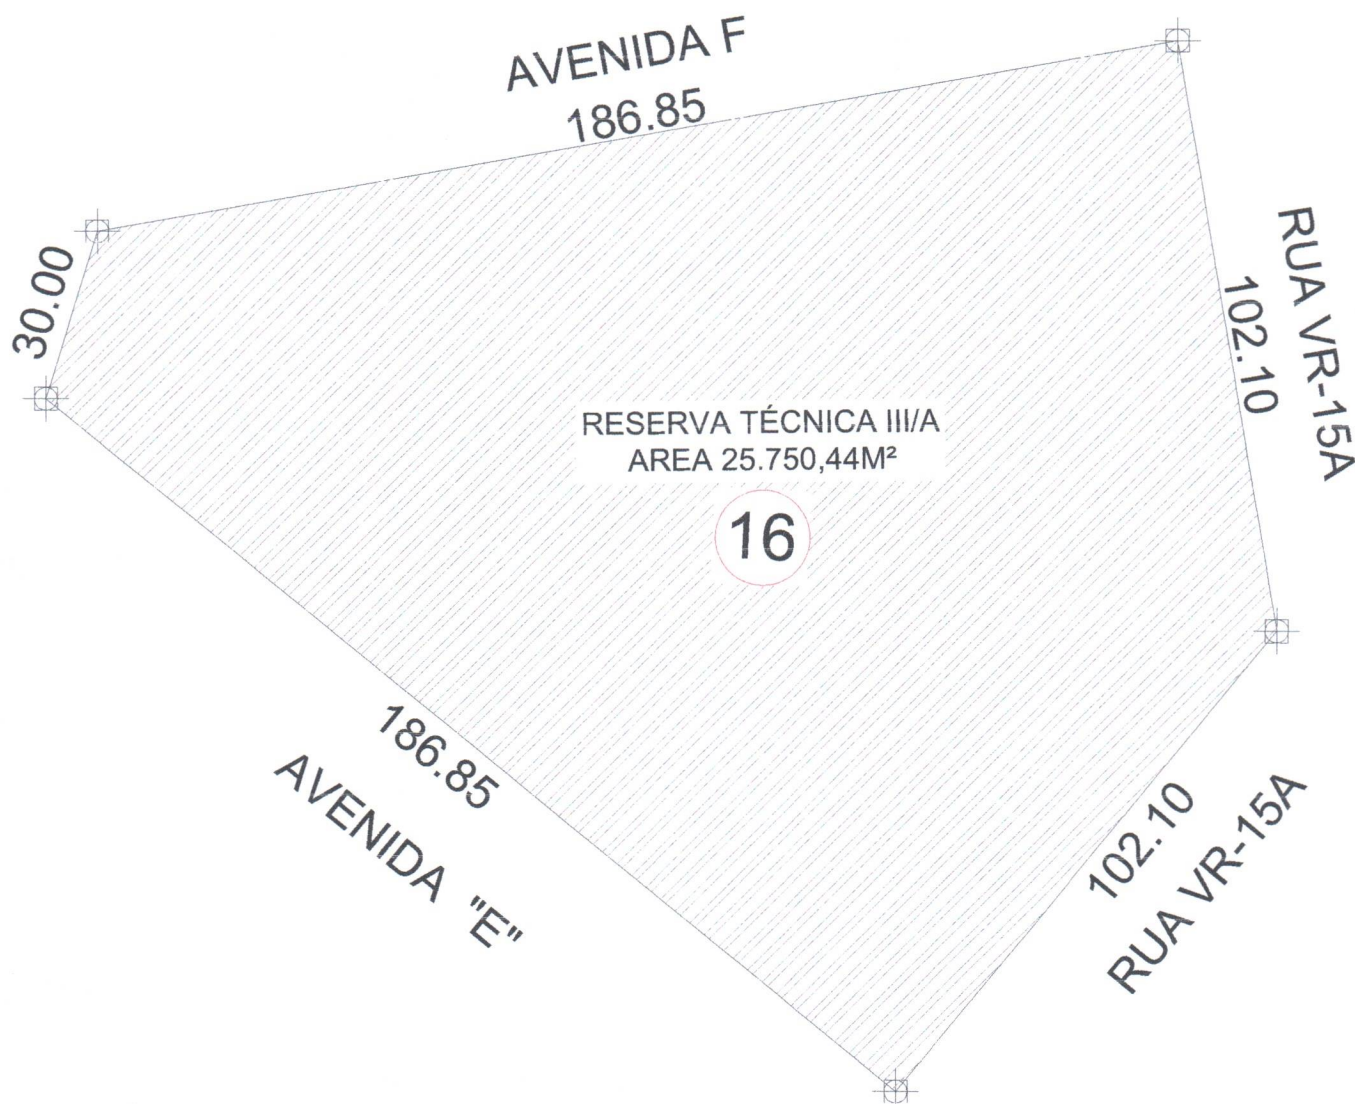 AVENIDA F
186.85
30.00
RUA VR-15A
102.10
RESERVA TÉCNICA III/A
AREA 25.750,44M²
16
186.85
AVENIDA "E"
102.10
RUA VR-15A